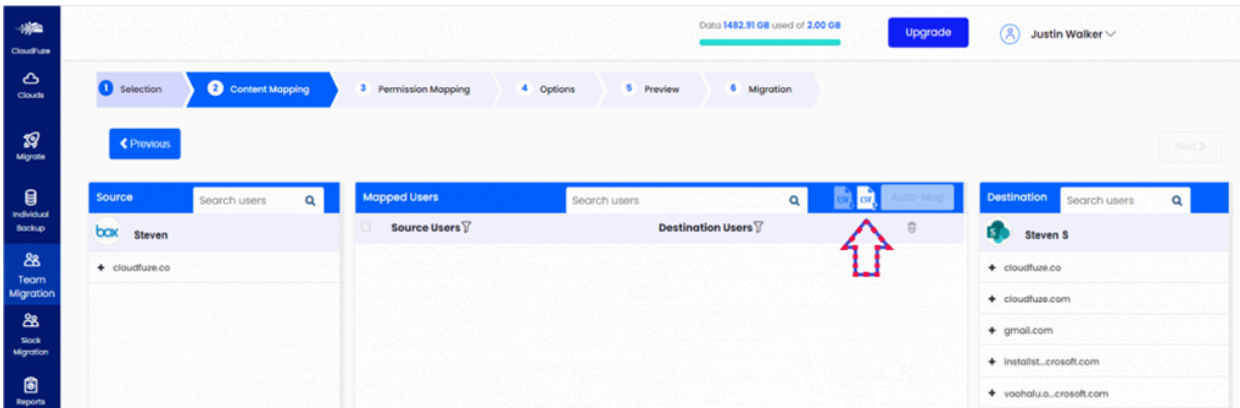 CloudFuze
Data 1482.91 GB used of 2.00 GB
Upgrade
Justin Walker
Clouds
1 Selection
2 Content Mapping
3 Permission Mapping
4 Options
5 Preview
6 Migration
Migrate
Previous
Next
Individual
Backup
Source
Search users
Mapped Users
Search users
CSV
CSV
Auto-Map
Destination
Search users
box Steven
Source Users
Destination Users
S Steven S
Team
Migration
cloudfuze.co
cloudfuze.co
cloudfuze.com
Slack
Migration
gmail.com
installst...crosoft.com
Reports
voohalu.o...crosoft.com